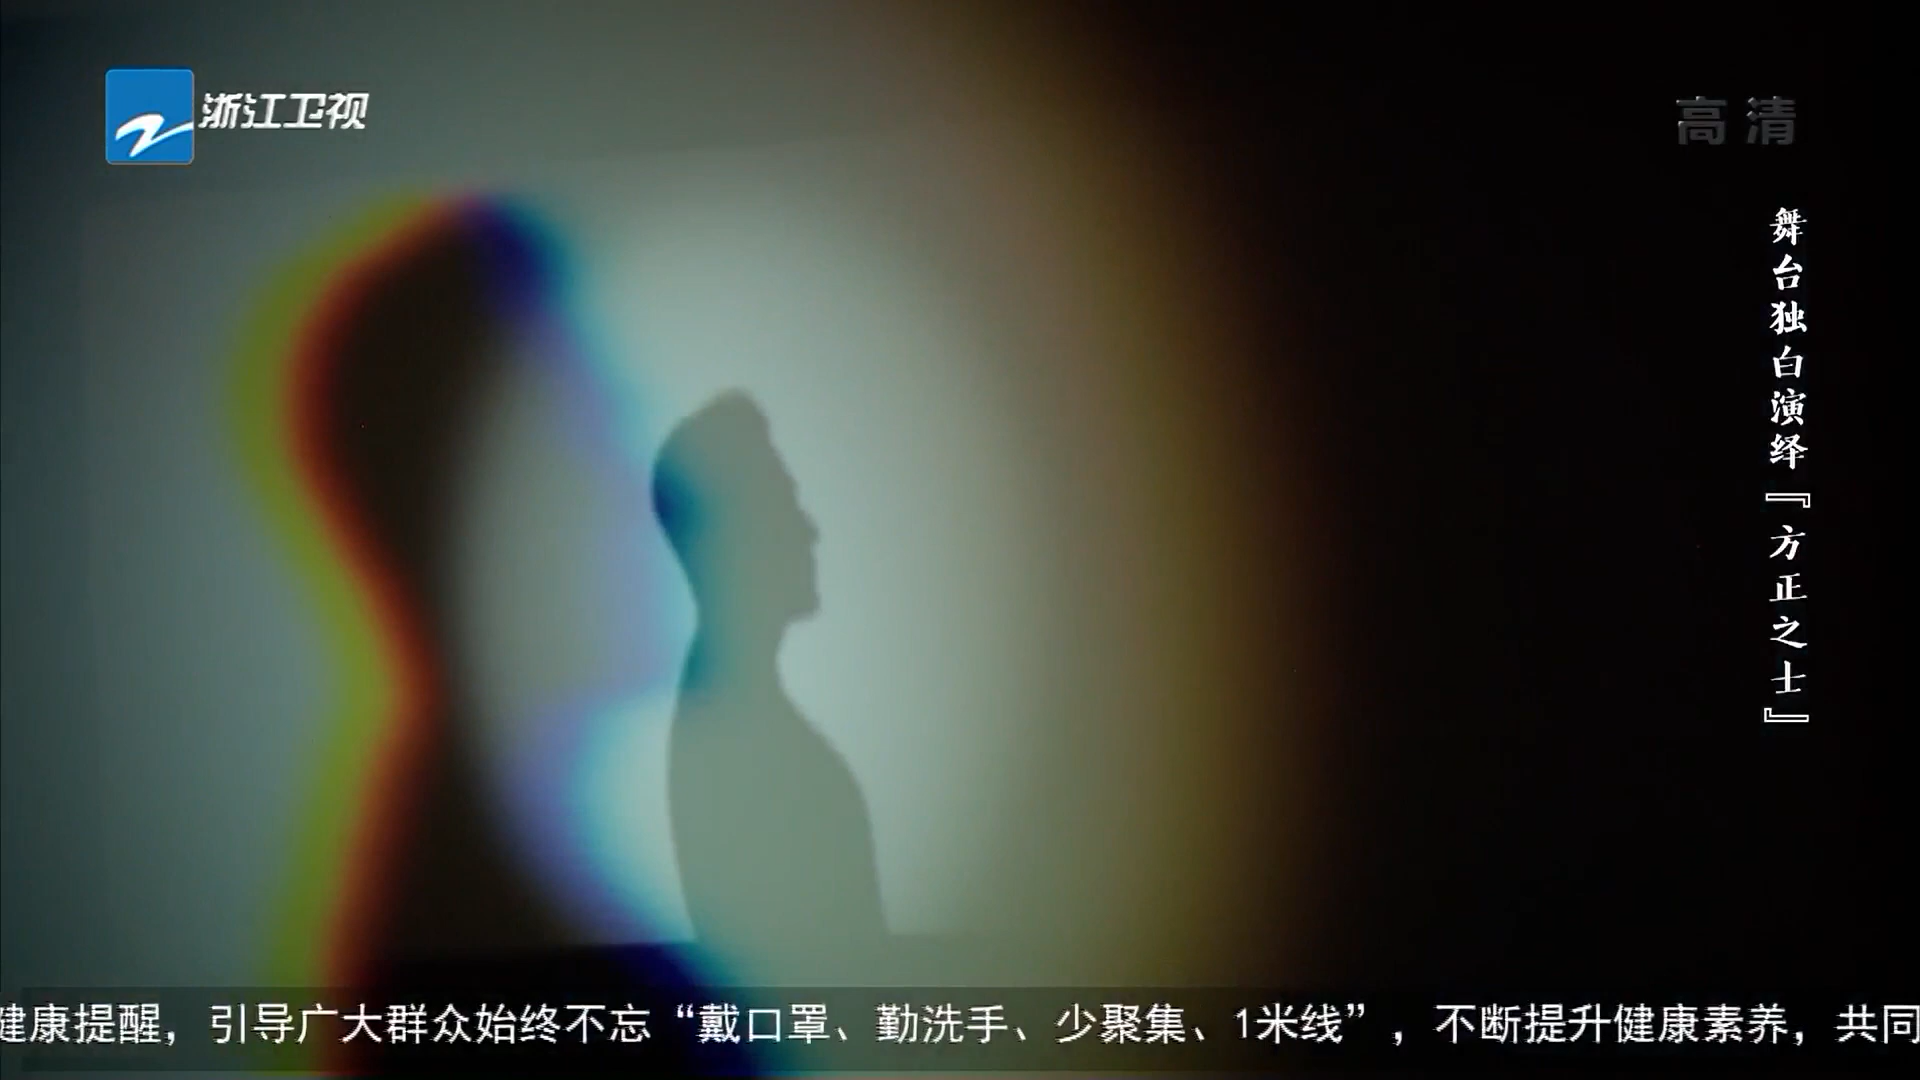 浙江卫视
高清
舞台独白演绎『方正之士』
健康提醒，引导广大群众始终不忘“戴口罩、勤洗手、少聚集、1米线”，不断提升健康素养，共同